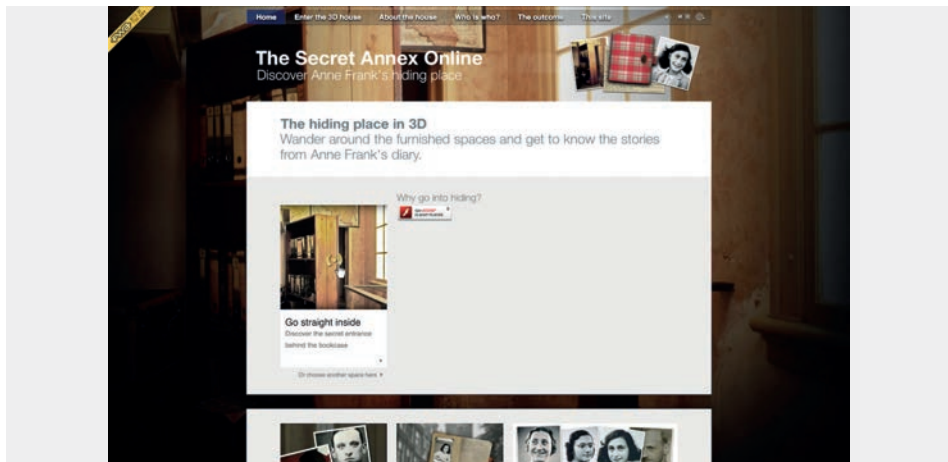 Home Enter the 3D house About the house Who is who? The outcome This site
The Secret Annex Online
Discover Anne Frank's hiding place
The hiding place in 3D
Wander around the furnished spaces and get to know the stories
from Anne Frank's diary.
Why go into hiding?
Go straight inside
Discover the secret entrance
behind the bookcase
Or choose another space here